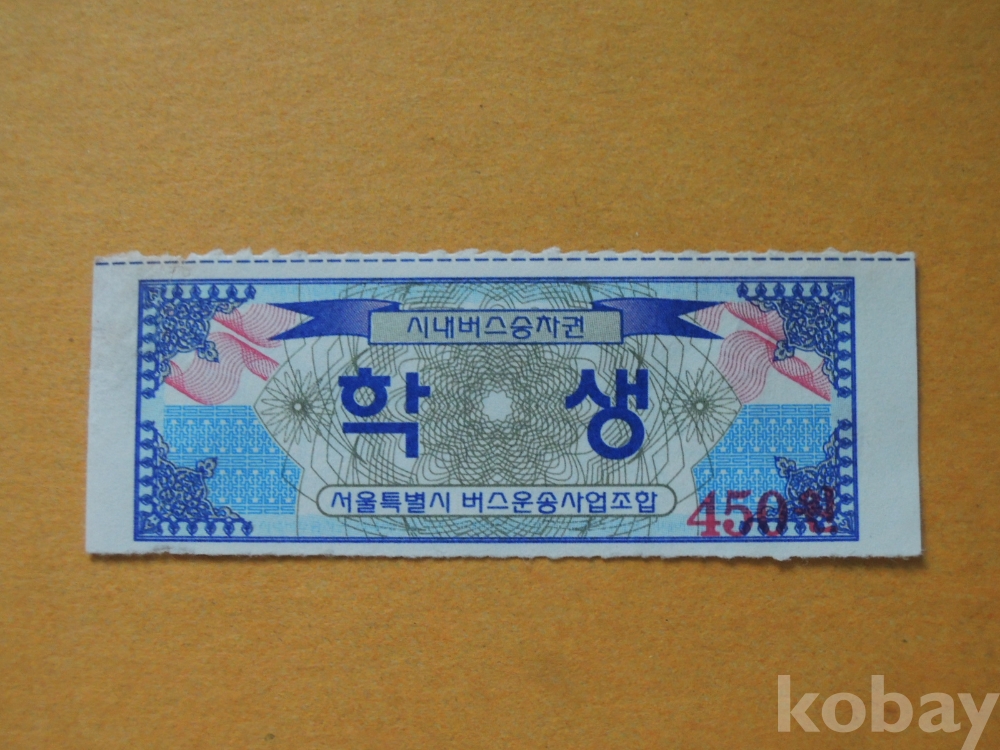 시내버스승차권
학생
서울특별시 버스운송사업조합
450원
kobay